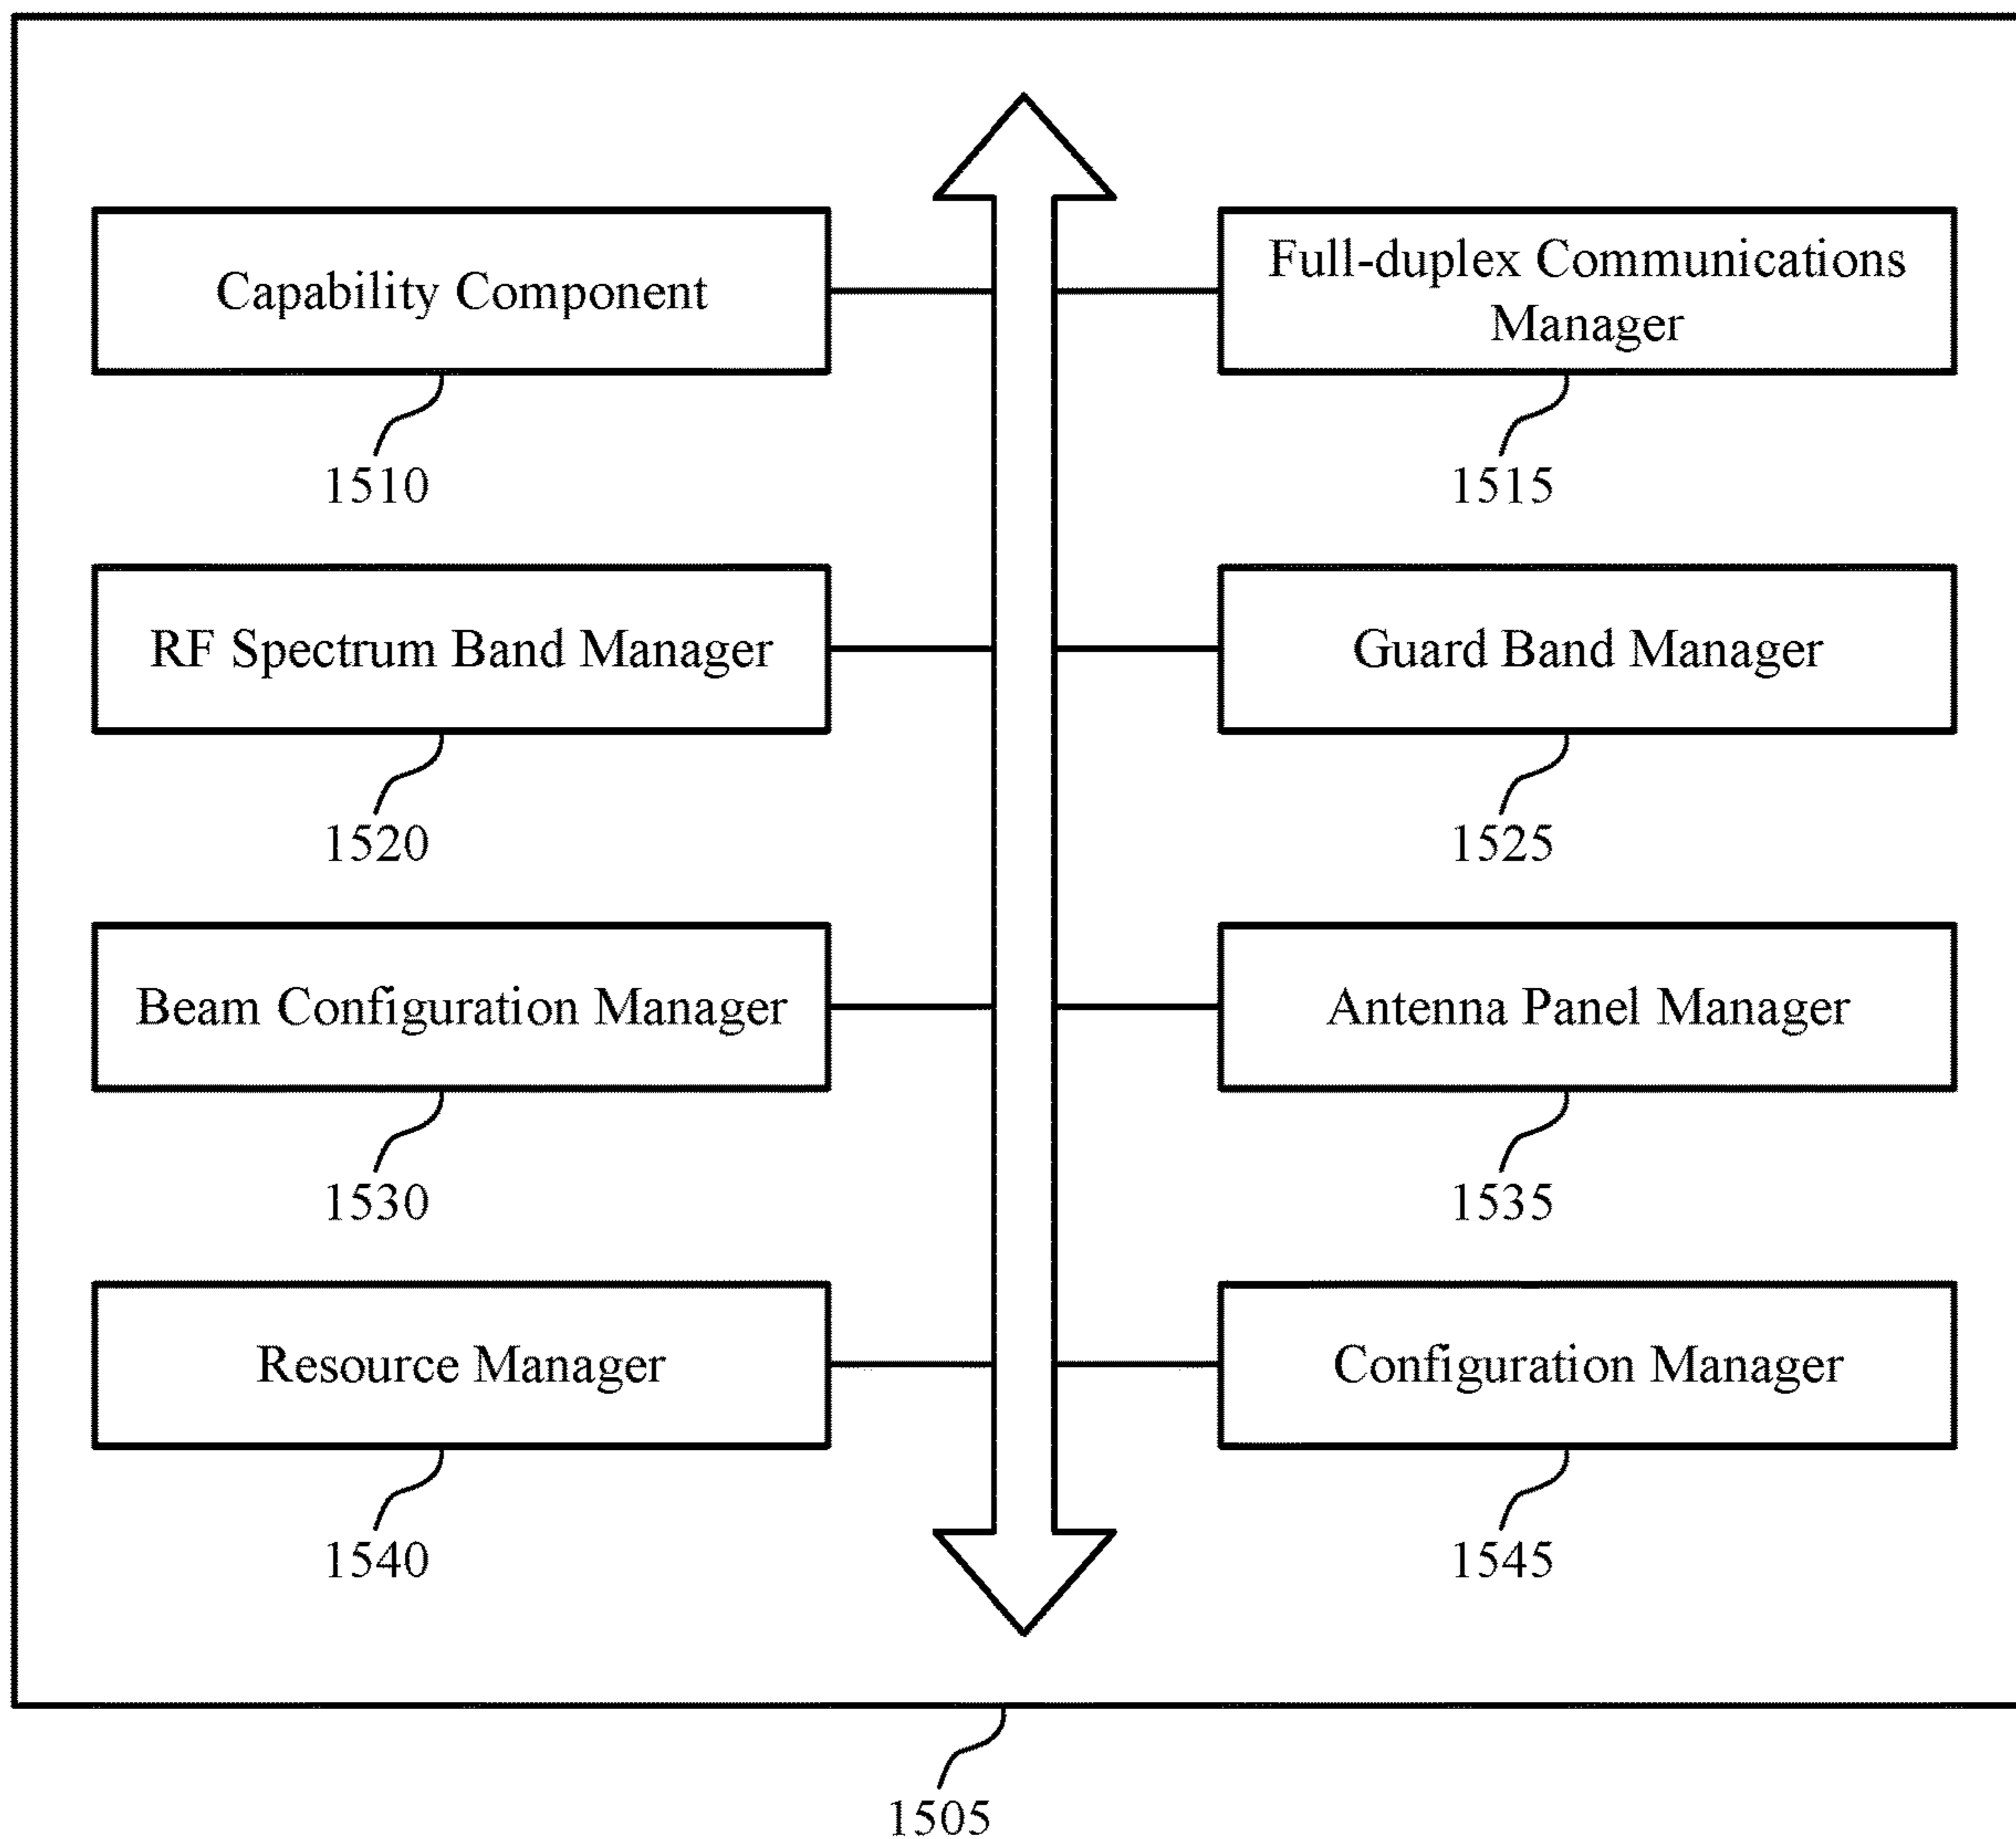 Capability Component
Full-duplex Communications
Manager
1510
1515
RF Spectrum Band Manager
Guard Band Manager
1520
1525
Beam Configuration Manager
Antenna Panel Manager
1530
1535
Resource Manager
Configuration Manager
1540
1545
1505